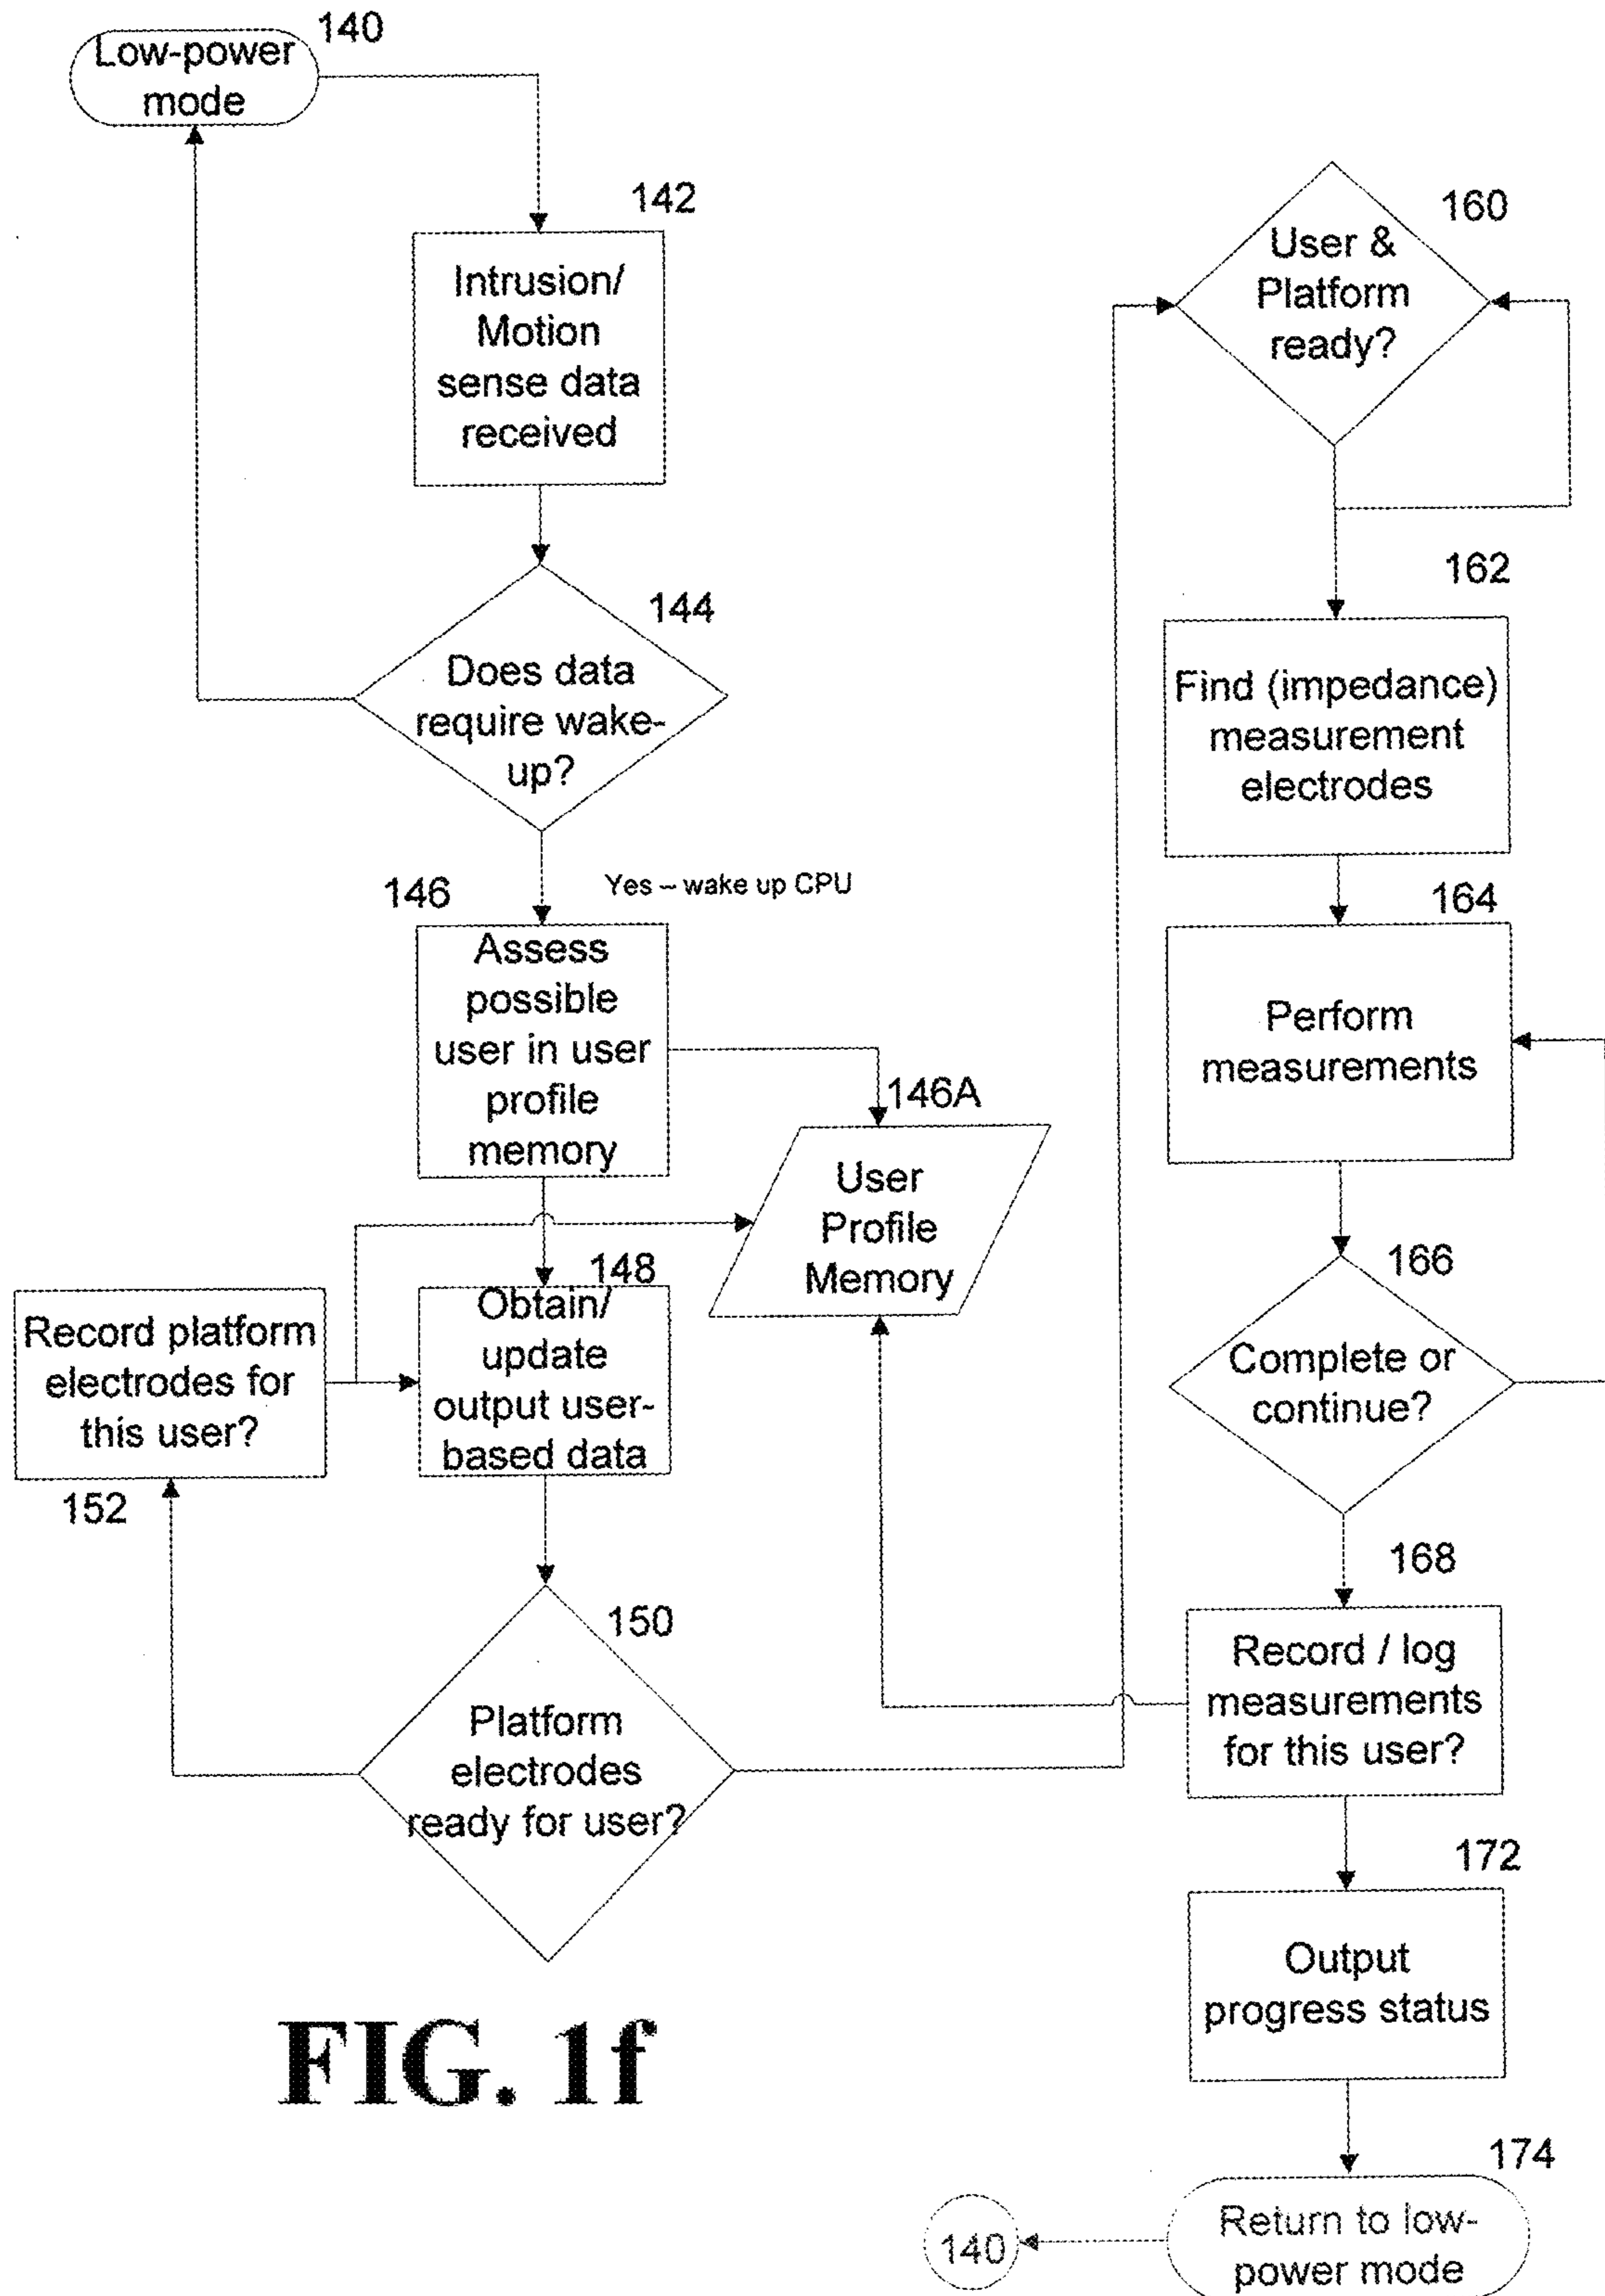 140
Low-power
mode
142
Intrusion/
Motion
sense data
received
144
Does data
require wake-
up?
Yes – wake up CPU
146
Assess
possible
user in user
profile
memory
146A
User
Profile
Memory
148
Obtain/
update
output user-
based data
Record platform
electrodes for
this user?
152
150
Platform
electrodes
ready for user?
160
User &
Platform
ready?
162
Find (impedance)
measurement
electrodes
164
Perform
measurements
166
Complete or
continue?
168
Record / log
measurements
for this user?
172
Output
progress status
174
Return to low-
power mode
140
FIG. 1f